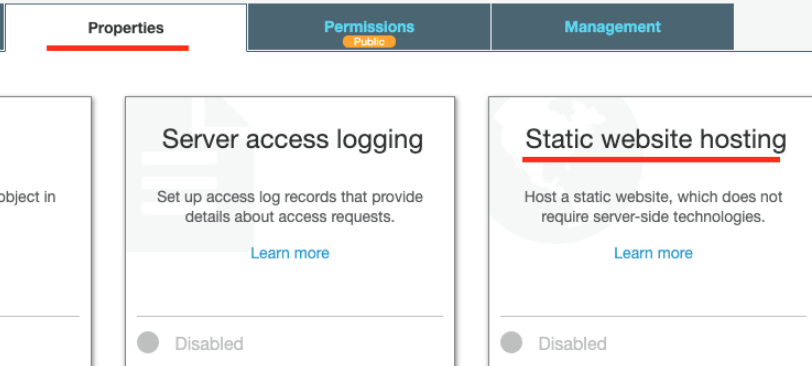 Properties
Permissions
Public
Management
object in
Server access logging
Set up access log records that provide
details about access requests.
Learn more
Disabled
Static website hosting
Host a static website, which does not
require server-side technologies.
Learn more
Disabled